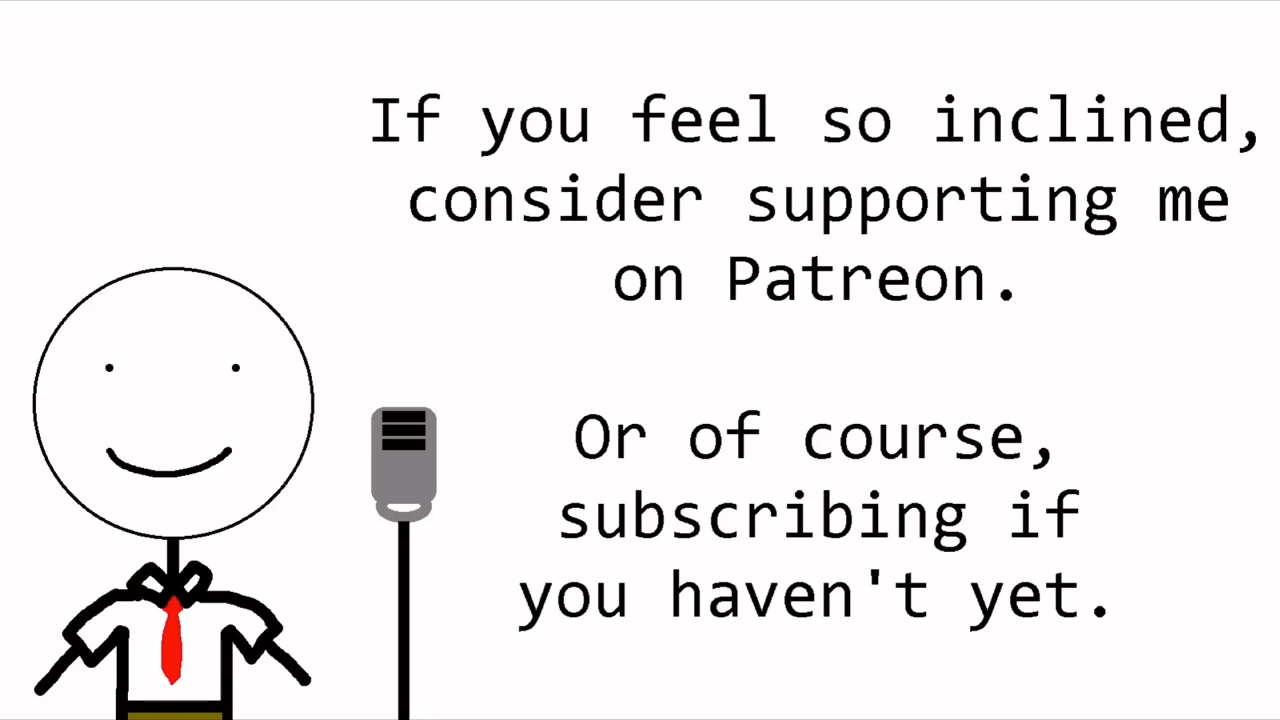 If you feel so inclined,
consider supporting me
on Patreon.
Or of course,
subscribing if
you haven't yet.